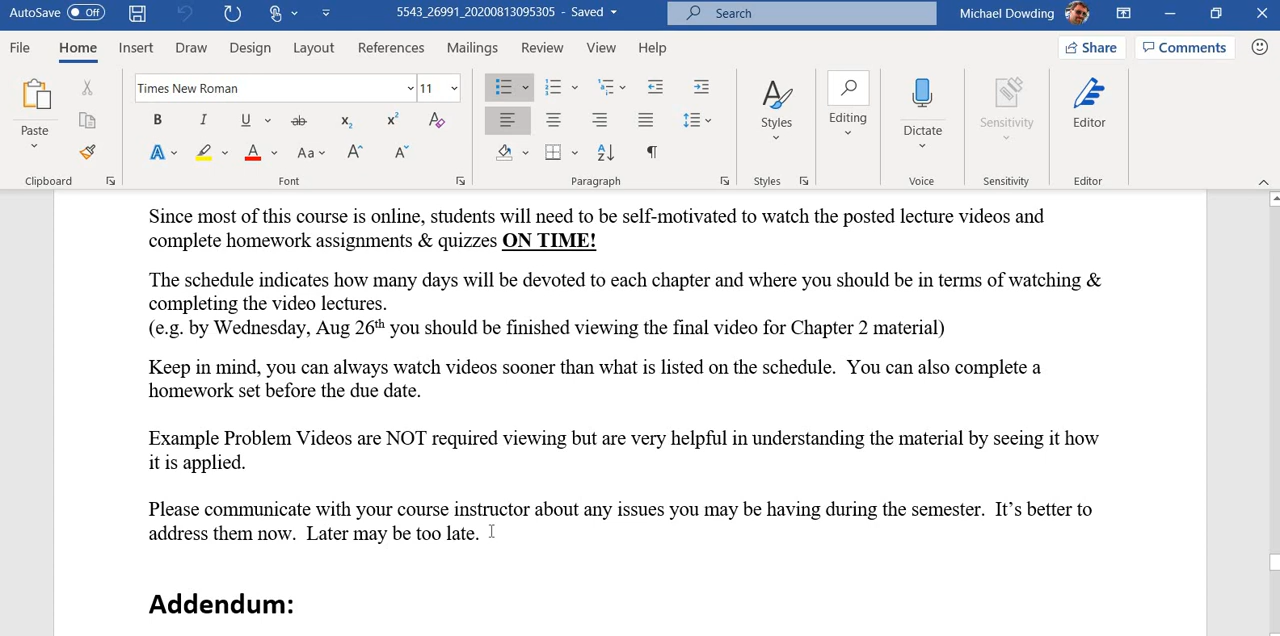 AutoSave Off 5543_26991_20200813095305 - Saved Search Michael Dowding
File Home Insert Draw Design Layout References Mailings Review View Help Share Comments
Times New Roman 11
Paste B I U ab x₂ x² A Aa A A A A Styles Editing Dictate Sensitivity Editor
Clipboard Font Paragraph Styles Voice Sensitivity Editor
Since most of this course is online, students will need to be self-motivated to watch the posted lecture videos and
complete homework assignments & quizzes ON TIME!
The schedule indicates how many days will be devoted to each chapter and where you should be in terms of watching &
completing the video lectures.
(e.g. by Wednesday, Aug 26th you should be finished viewing the final video for Chapter 2 material)
Keep in mind, you can always watch videos sooner than what is listed on the schedule. You can also complete a
homework set before the due date.
Example Problem Videos are NOT required viewing but are very helpful in understanding the material by seeing it how
it is applied.
Please communicate with your course instructor about any issues you may be having during the semester. It's better to
address them now. Later may be too late.
Addendum: